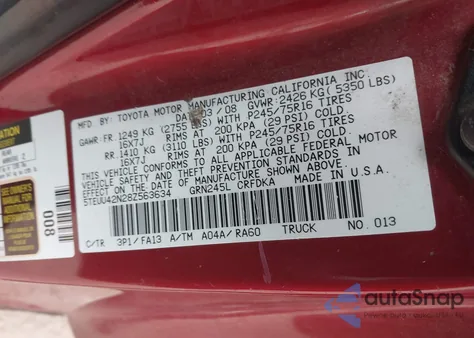 MFD. BY: TOYOTA MOTOR MANUFACTURING CALIFORNIA INC.
DATE: 03/08 GVWR: 2426 KG (5350 LBS)
GAWR: FR 1249 KG (2755 LBS) WITH P245/75R16 TIRES
16X7J RIMS AT 200 KPA (29 PSI) COLD.
RR 1410 KG (3110 LBS) WITH P245/75R16 TIRES
16X7J RIMS AT 200 KPA (29 PSI) COLD.
THIS VEHICLE CONFORMS TO ALL APPLICABLE FEDERAL MOTOR
VEHICLE SAFETY AND THEFT PREVENTION STANDARDS IN
EFFECT ON THE DATE OF MANUFACTURE SHOWN ABOVE.
5TEUU42N28Z563634 MADE IN U.S.A.
GRN245L CRFDKA
C/TR 3P1/FA13 A/TM A04A/RA60 TRUCK NO. 013
SEE OWNER'S
MANUAL FOR
008
autoSnap